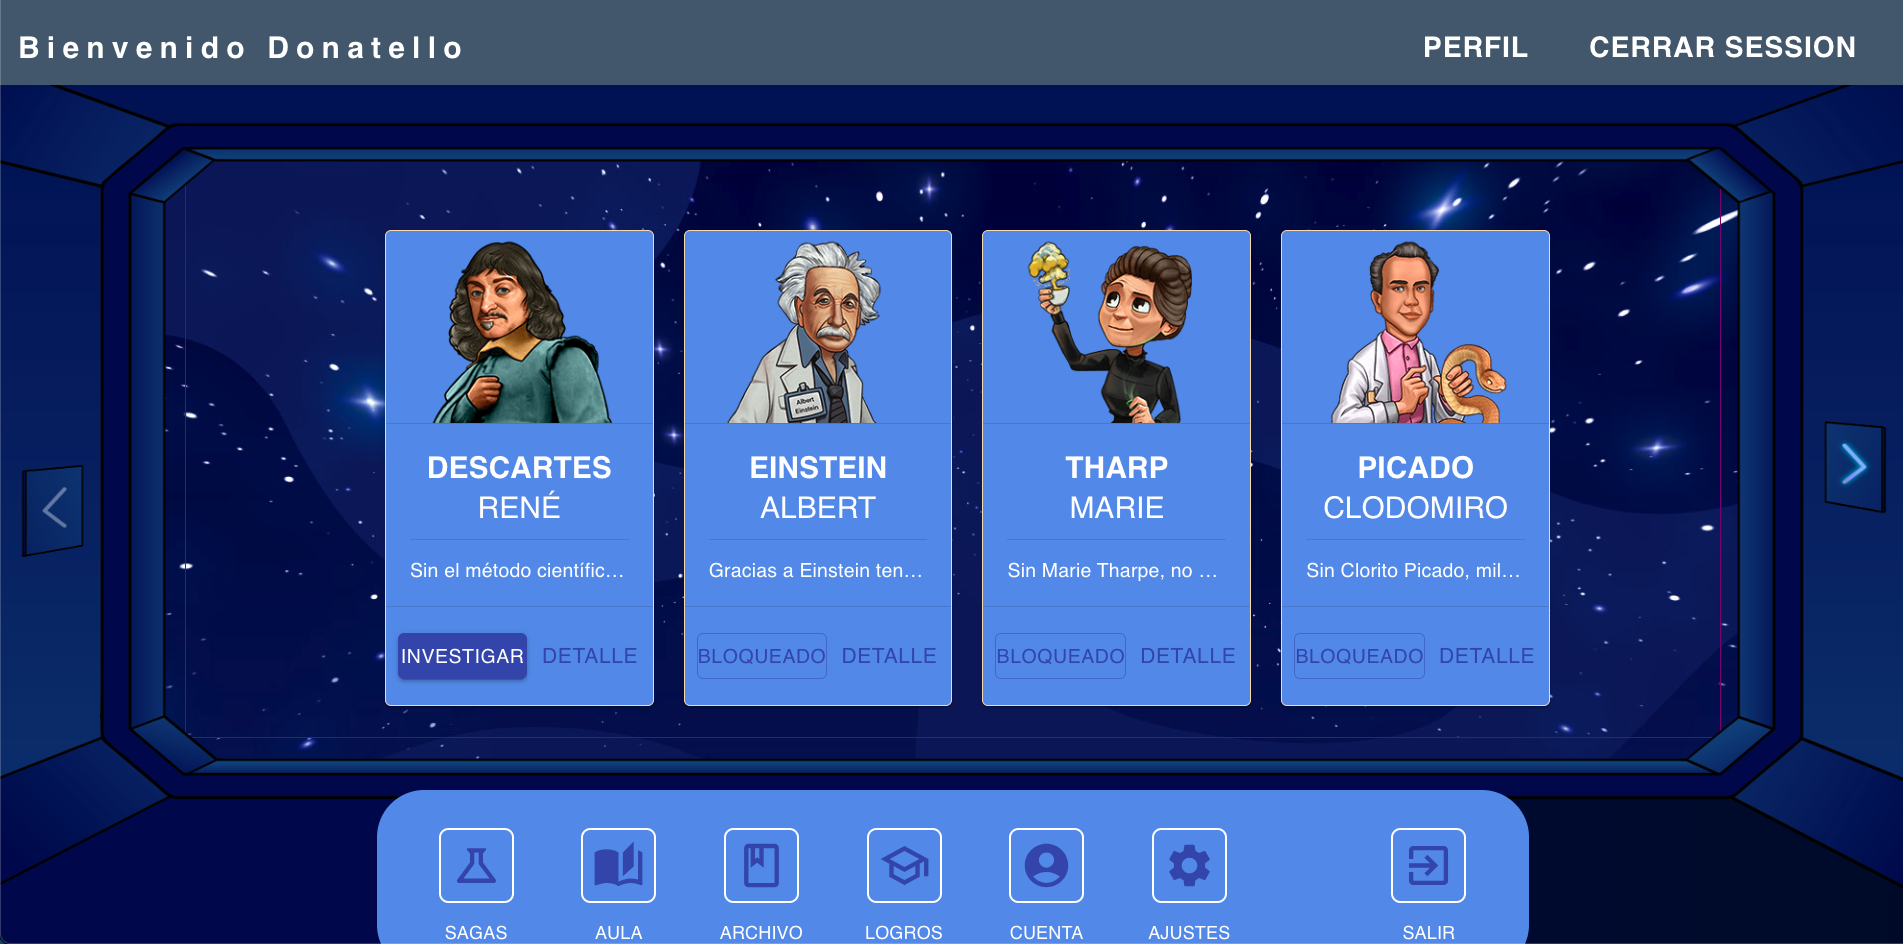 Bienvenido Donatello
PERFIL
CERRAR SESSION
Albert
Einstein
DESCARTES
RENÉ
Sin el método científic...
INVESTIGAR
DETALLE
EINSTEIN
ALBERT
Gracias a Einstein ten...
BLOQUEADO
DETALLE
THARP
MARIE
Sin Marie Tharpe, no ...
BLOQUEADO
DETALLE
PICADO
CLODOMIRO
Sin Clorito Picado, mil...
BLOQUEADO
DETALLE
SAGAS
AULA
ARCHIVO
LOGROS
CUENTA
AJUSTES
SALIR